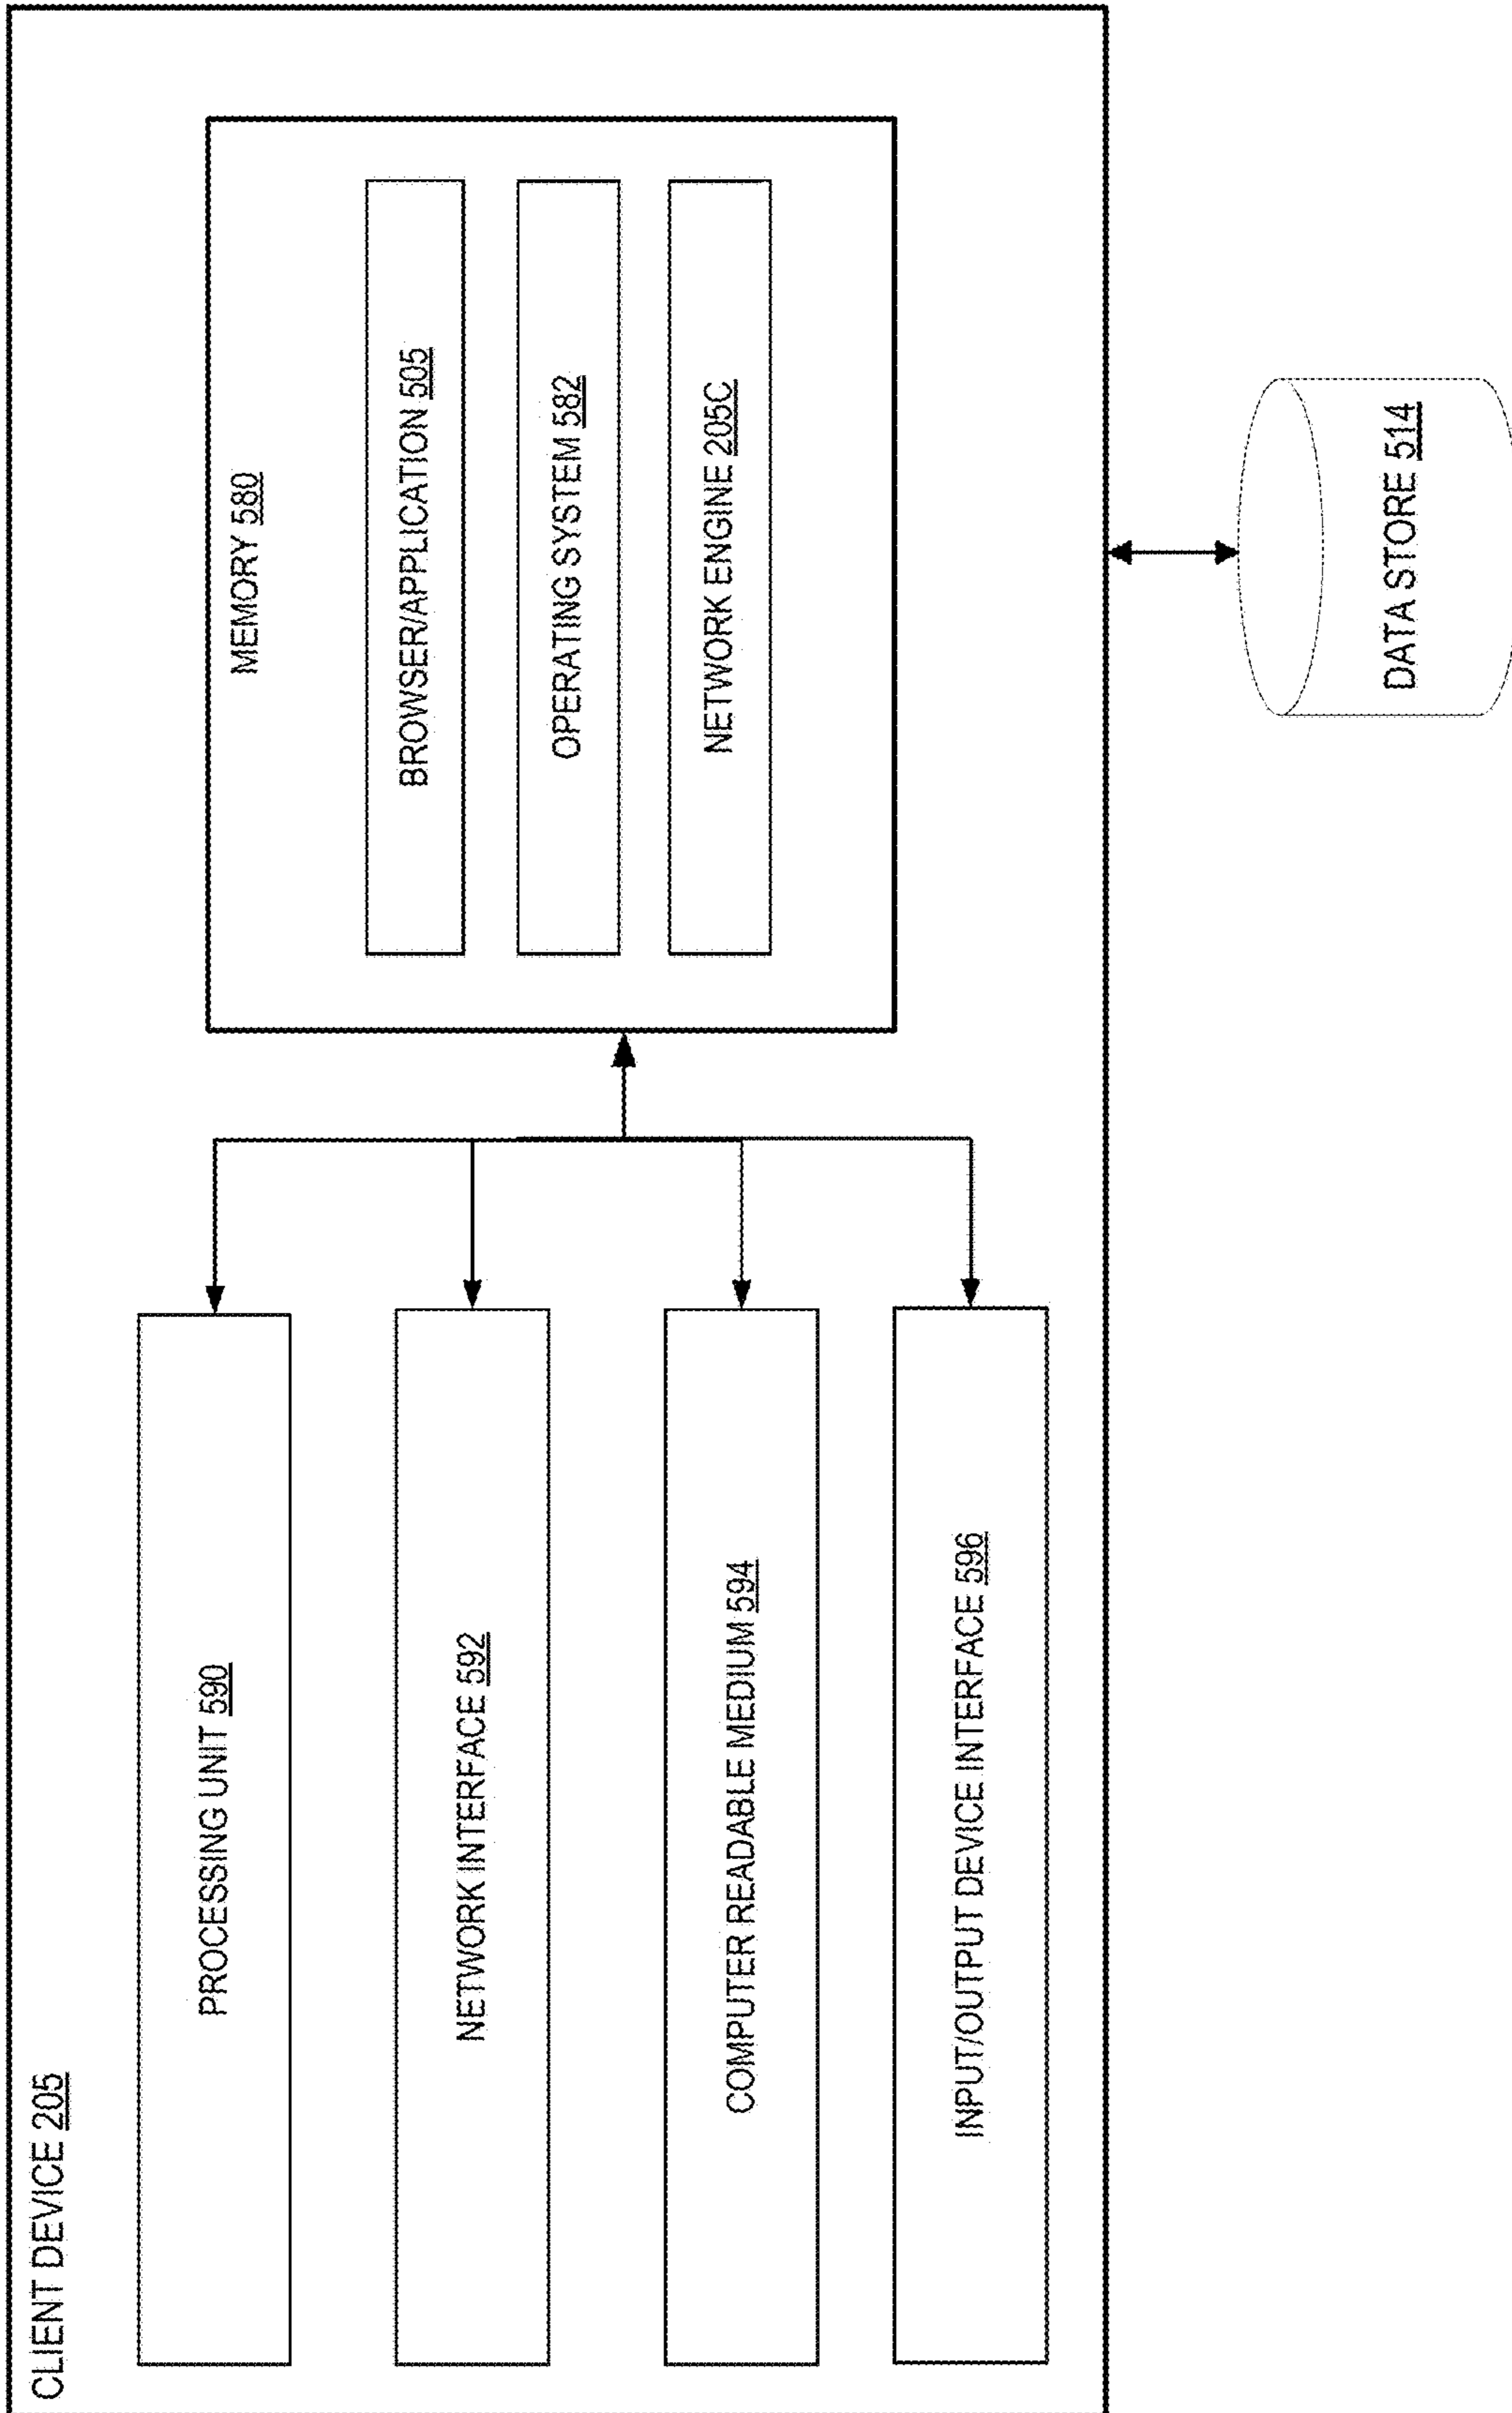 CLIENT DEVICE 205
PROCESSING UNIT 590
NETWORK INTERFACE 592
COMPUTER READABLE MEDIUM 594
INPUT/OUTPUT DEVICE INTERFACE 596
MEMORY 580
BROWSER/APPLICATION 505
OPERATING SYSTEM 582
NETWORK ENGINE 205C
DATA STORE 514